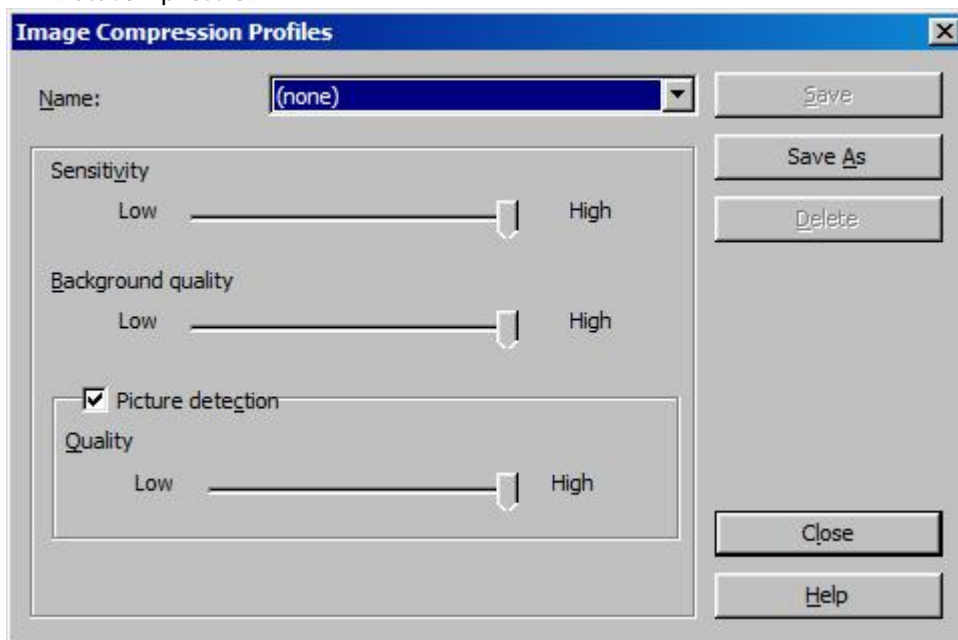 Image Compression Profiles
Name:
(none)
Save
Save As
Delete
Sensitivity
Low
High
Background quality
Low
High
Picture detection
Quality
Low
High
Close
Help